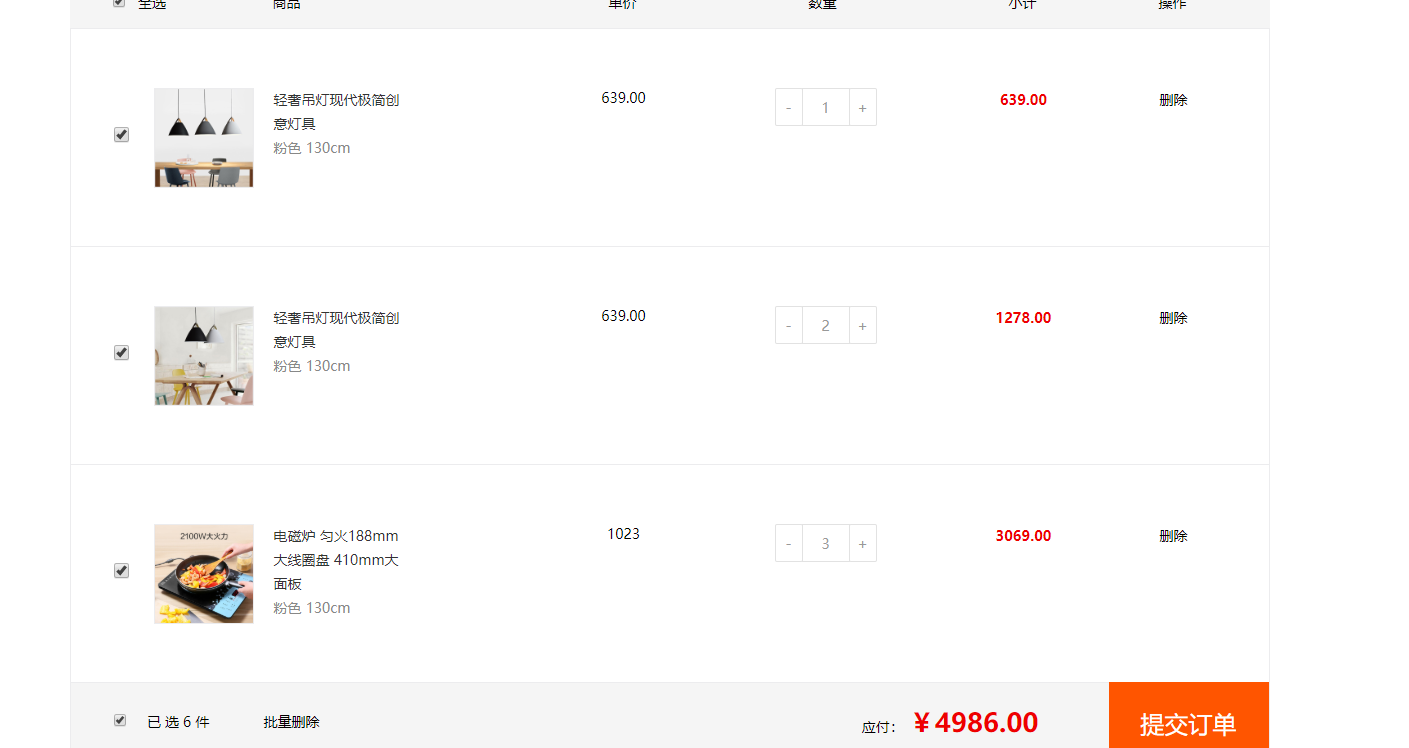 全选 商品 单价 数量 小计 操作
轻奢吊灯现代极简创 639.00 - 1 + 639.00 删除
意灯具
粉色 130cm
轻奢吊灯现代极简创 639.00 - 2 + 1278.00 删除
意灯具
粉色 130cm
2100W大火力
电磁炉 匀火188mm 1023 - 3 + 3069.00 删除
大线圈盘 410mm大
面板
粉色 130cm
已 选 6 件 批量删除 应付： ￥4986.00 提交订单